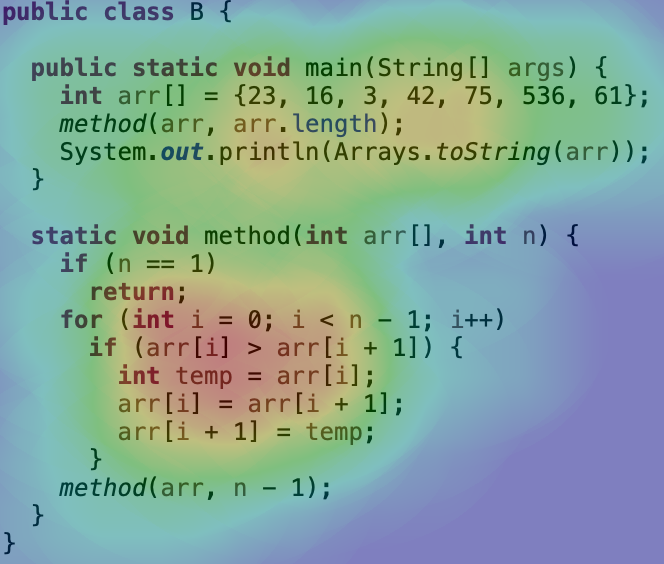 public class B {
  public static void main(String[] args) {
    int arr[] = {23, 16, 3, 42, 75, 536, 61};
    method(arr, arr.length);
    System.out.println(Arrays.toString(arr));
  }
  static void method(int arr[], int n) {
    if (n == 1)
      return;
    for (int i = 0; i < n - 1; i++)
      if (arr[i] > arr[i + 1]) {
        int temp = arr[i];
        arr[i] = arr[i + 1];
        arr[i + 1] = temp;
      }
    method(arr, n - 1);
  }
}